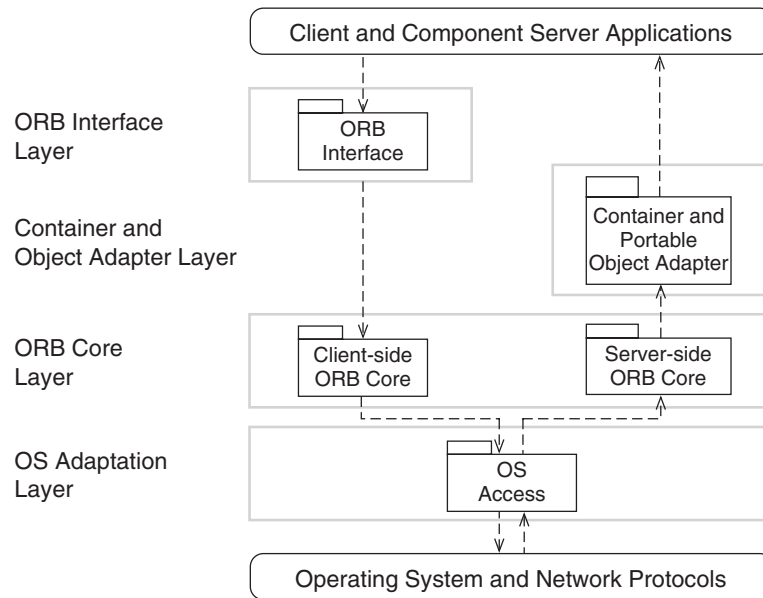 Client and Component Server Applications
ORB Interface
Layer
ORB
Interface
Container and
Object Adapter Layer
Container and
Portable
Object Adapter
ORB Core
Layer
Client-side
ORB Core
Server-side
ORB Core
OS Adaptation
Layer
OS
Access
Operating System and Network Protocols